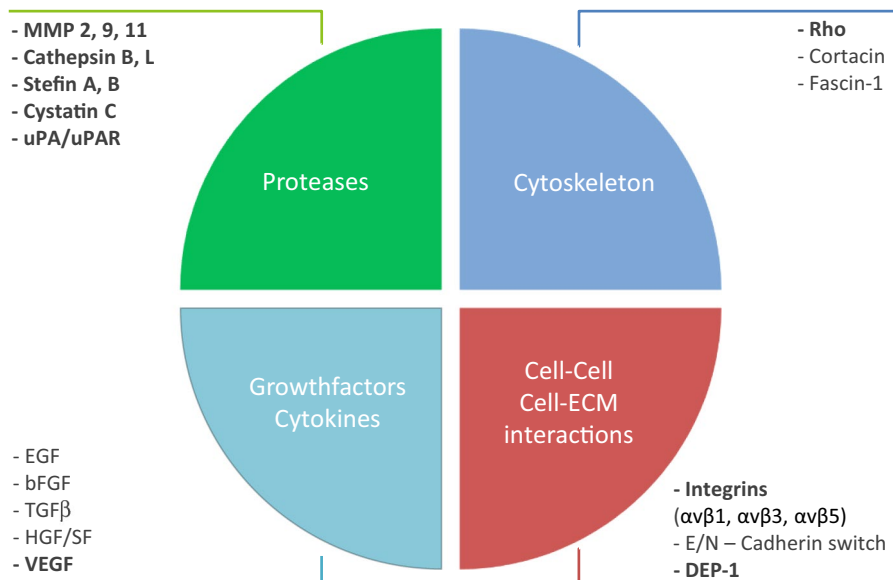 - MMP 2, 9, 11
- Cathepsin B, L
- Stefin A, B
- Cystatin C
- uPA/uPAR
- Rho
- Cortacin
- Fascin-1
Proteases
Cytoskeleton
Growthfactors
Cytokines
Cell-Cell
Cell-ECM
interactions
- EGF
- bFGF
- TGFβ
- HGF/SF
- VEGF
- Integrins
(αvβ1, αvβ3, αvβ5)
- E/N – Cadherin switch
- DEP-1